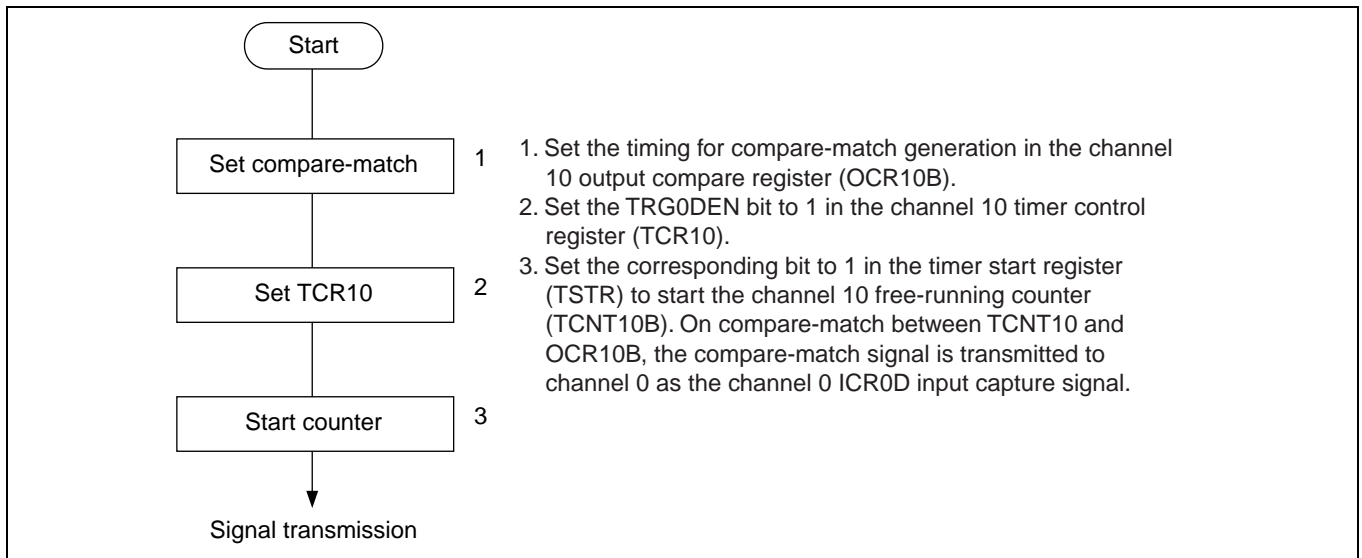 Start
Set compare-match
1
Set TCR10
2
Start counter
3
Signal transmission
1. Set the timing for compare-match generation in the channel
10 output compare register (OCR10B).
2. Set the TRG0DEN bit to 1 in the channel 10 timer control
register (TCR10).
3. Set the corresponding bit to 1 in the timer start register
(TSTR) to start the channel 10 free-running counter
(TCNT10B). On compare-match between TCNT10 and
OCR10B, the compare-match signal is transmitted to
channel 0 as the channel 0 ICR0D input capture signal.